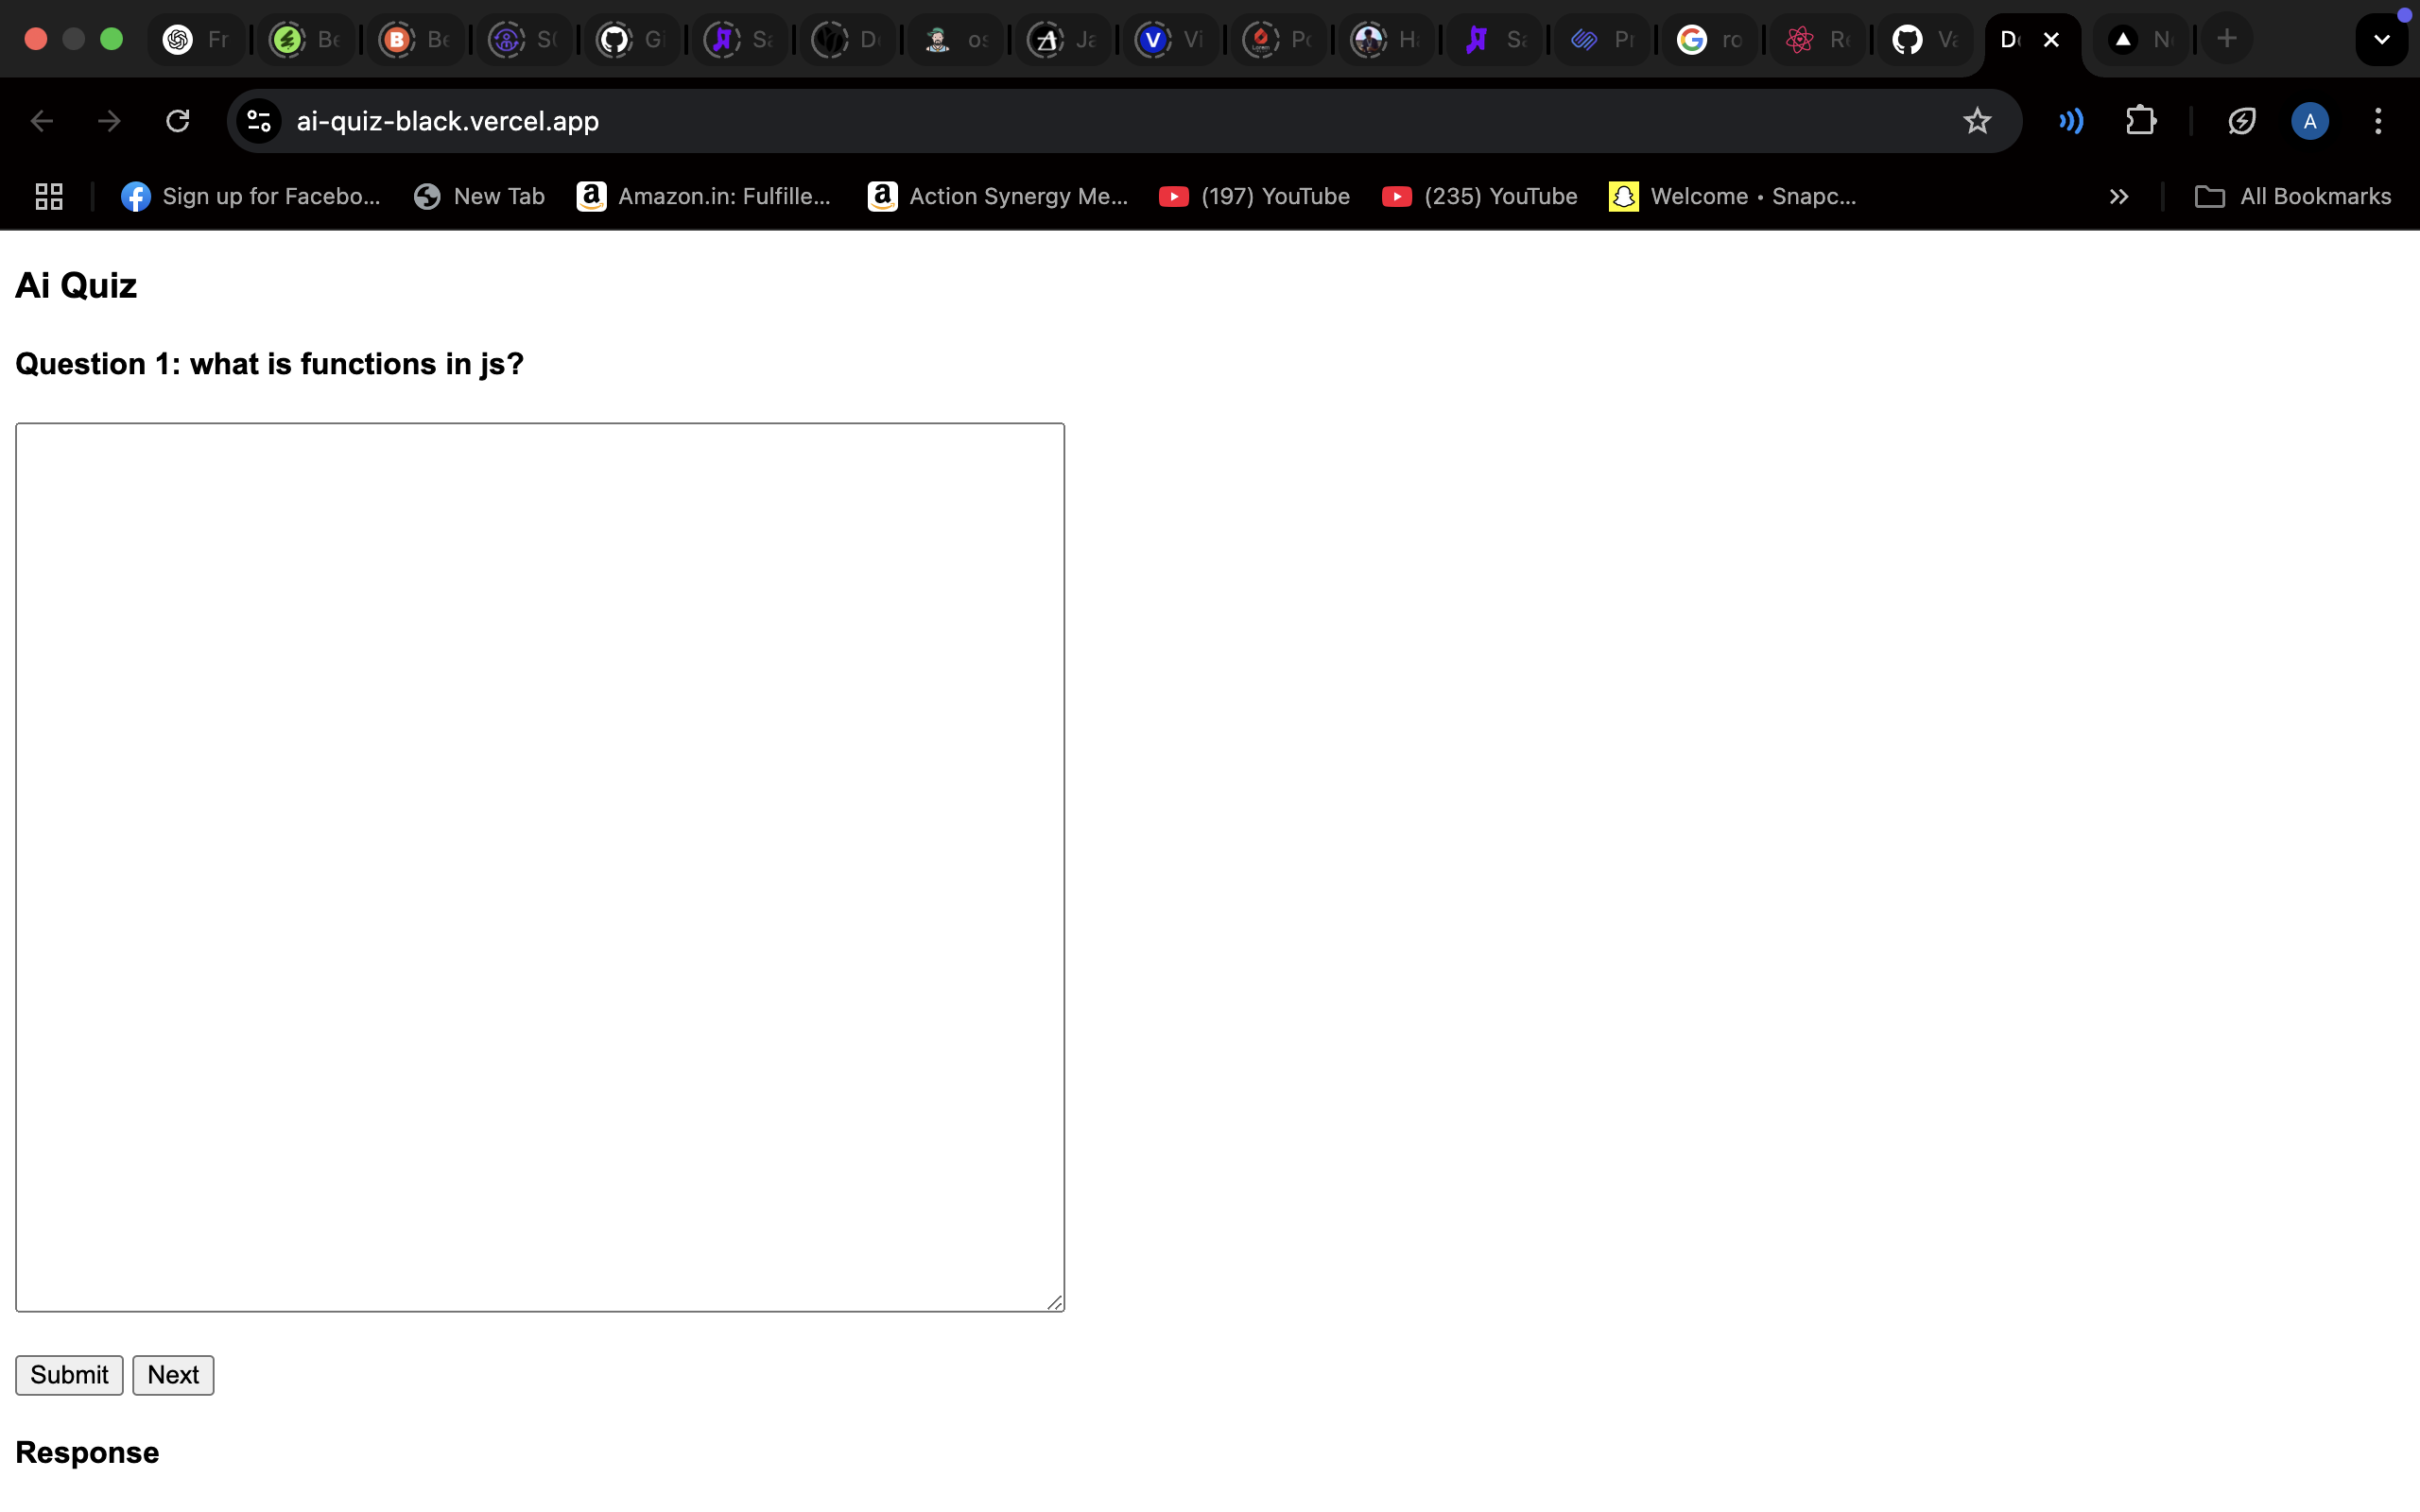 Fr Be Be S Gi Sa D os Ja Vi Po H Sa Pr ro Re Va D N
ai-quiz-black.vercel.app
A
Sign up for Facebo... New Tab Amazon.in: Fulfille... Action Synergy Me... (197) YouTube (235) YouTube Welcome • Snapc... All Bookmarks
Ai Quiz
Question 1: what is functions in js?
Submit Next
Response